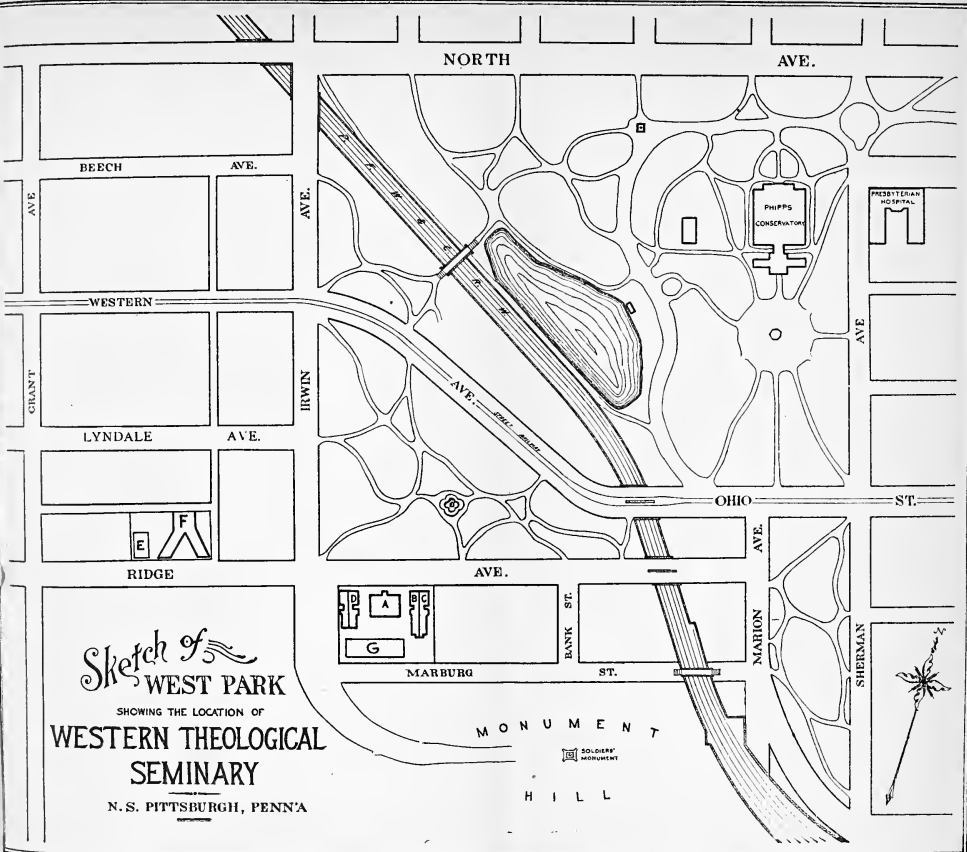 NORTH AVE.
BEECH AVE.
AVE.
AVE.
P. F. W. & C. R. W.
PHIPPS
CONSERVATORY
PRESBYTERIAN
HOSPITAL
WESTERN
AVE.
STREET RAILWAY
GRANT
IRWIN
AVE
LYNDALE AVE.
OHIO ST.
F
E
RIDGE AVE.
AVE.
D
A
B C
G
BANK ST.
MARION
SHERMAN
MARBURG ST.
N
Sketch of
WEST PARK
SHOWING THE LOCATION OF
WESTERN THEOLOGICAL
SEMINARY
N. S. PITTSBURGH, PENN'A
MONUMENT
SOLDIERS'
MONUMENT
HILL